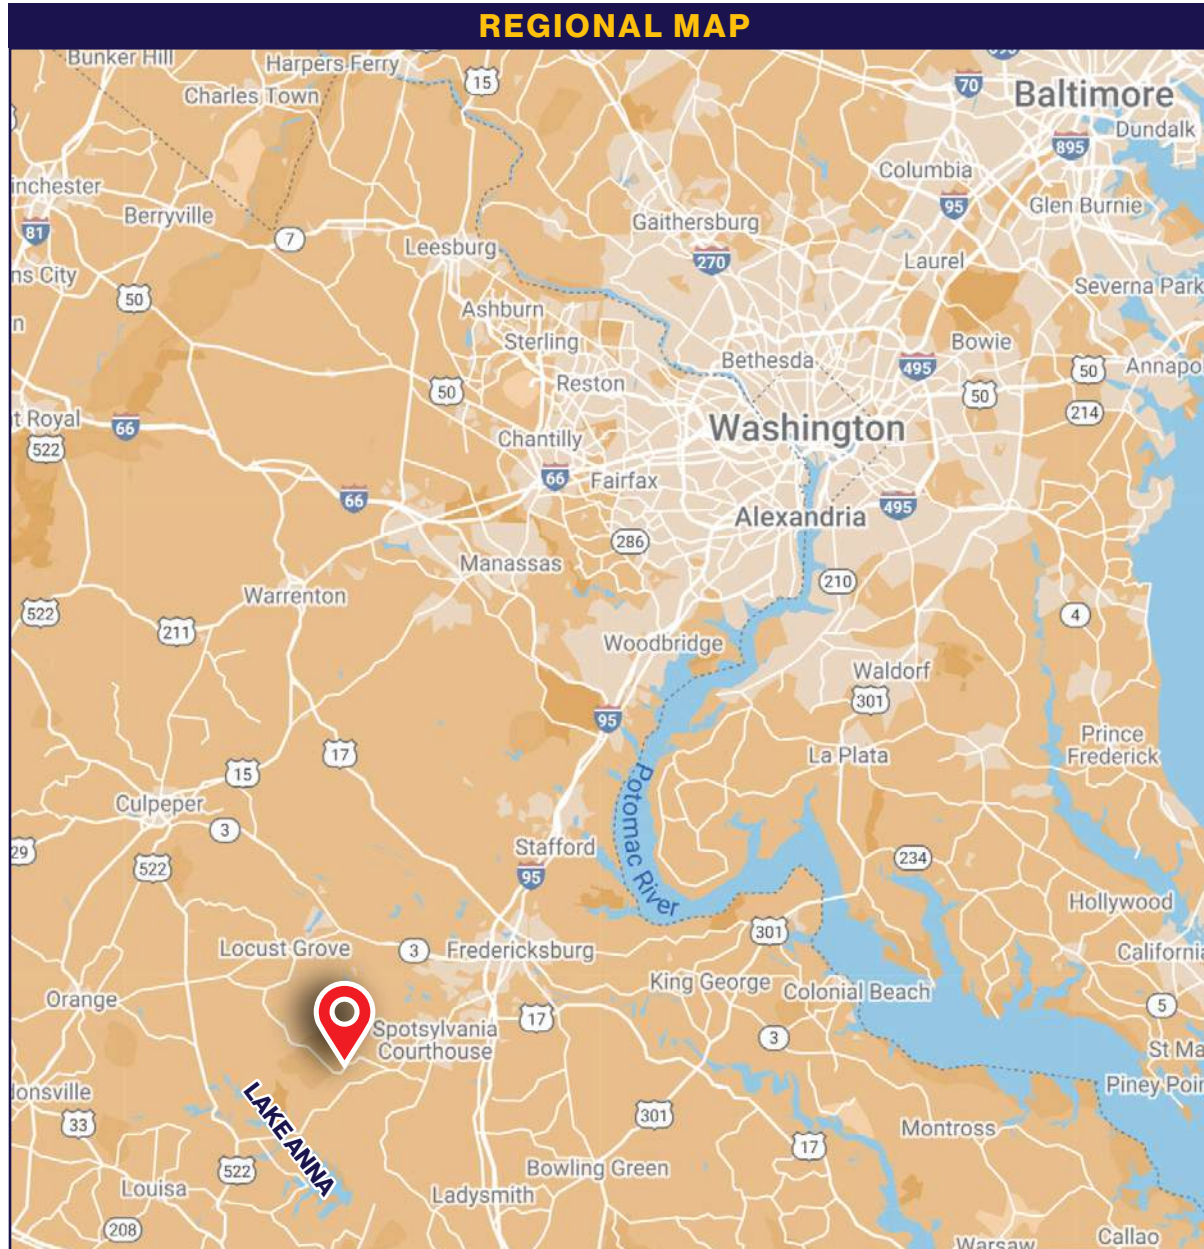 REGIONAL MAP
Bunker Hill
Harpers Ferry
15
70
Baltimore
Charles Town
Dundalk
895
inchester
Columbia
Berryville
95
Glen Burnie
81
7
Gaithersburg
Leesburg
270
Laurel
ns City
50
Severna Park
n
Ashburn
Sterling
Bethesda
Bowie
495
50
Annapol
Reston
50
50
214
t Royal
66
Washington
522
Chantilly
66
Fairfax
66
495
Alexandria
286
Manassas
210
Warrenton
522
211
4
Woodbridge
Waldorf
301
95
Prince
Frederick
17
La Plata
15
Potomac River
Culpeper
3
29
Stafford
234
522
95
Hollywood
301
Locust Grove
3
Fredericksburg
California
King George
Colonial Beach
Orange
5
17
Spotsylvania
Courthouse
3
St Ma
Piney Poin
donsville
LAKE ANNA
33
301
Montross
17
522
Bowling Green
Louisa
Ladysmith
208
Callao
Warsaw